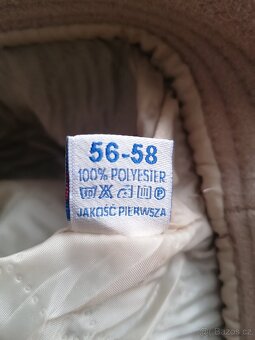 56-58
100% POLYESTER
P
JAKOŚĆ PIERWSZA